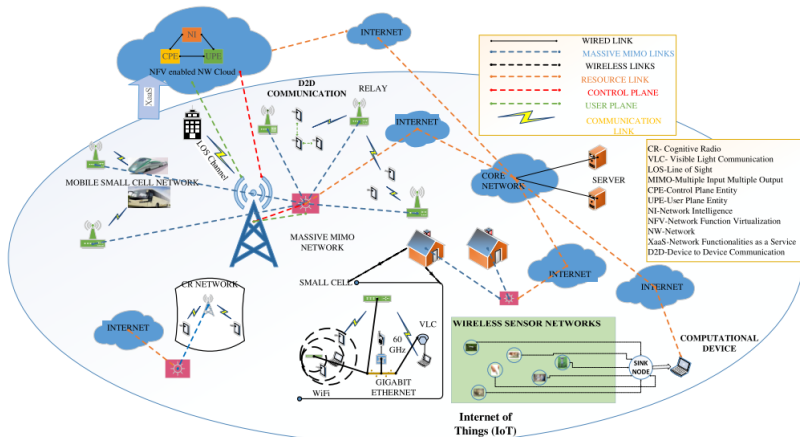 NI
CPE
UPE
NFV enabled NW Cloud
XaaS
INTERNET
D2D
COMMUNICATION
RELAY
INTERNET
LOS Channel
MOBILE SMALL CELL NETWORK
MASSIVE MIMO
NETWORK
CORE
NETWORK
SERVER
WIRED LINK
MASSIVE MIMO LINKS
WIRELESS LINKS
RESOURCE LINK
CONTROL PLANE
USER PLANE
COMMUNICATION
LINK
CR- Cognitive Radio
VLC- Visible Light Communication
LOS-Line of Sight
MIMO-Multiple Input Multiple Output
CPE-Control Plane Entity
UPE-User Plane Entity
NI-Network Intelligence
NFV-Network Function Virtualization
NW-Network
XaaS-Network Functionalities as a Service
D2D-Device to Device Communication
INTERNET
INTERNET
SMALL CELL
CR NETWORK
INTERNET
60
GHz
VLC
WiFi
GIGABIT
ETHERNET
WIRELESS SENSOR NETWORKS
SINK
NODE
COMPUTATIONAL
DEVICE
Internet of
Things (IoT)